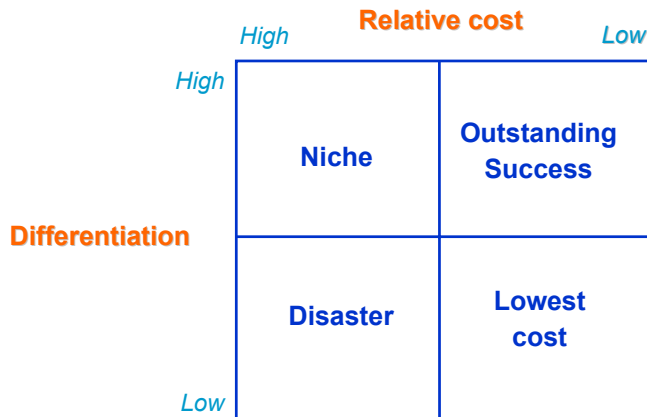 Relative cost
High
Low
High
Niche
Outstanding
Success
Differentiation
Disaster
Lowest
cost
Low